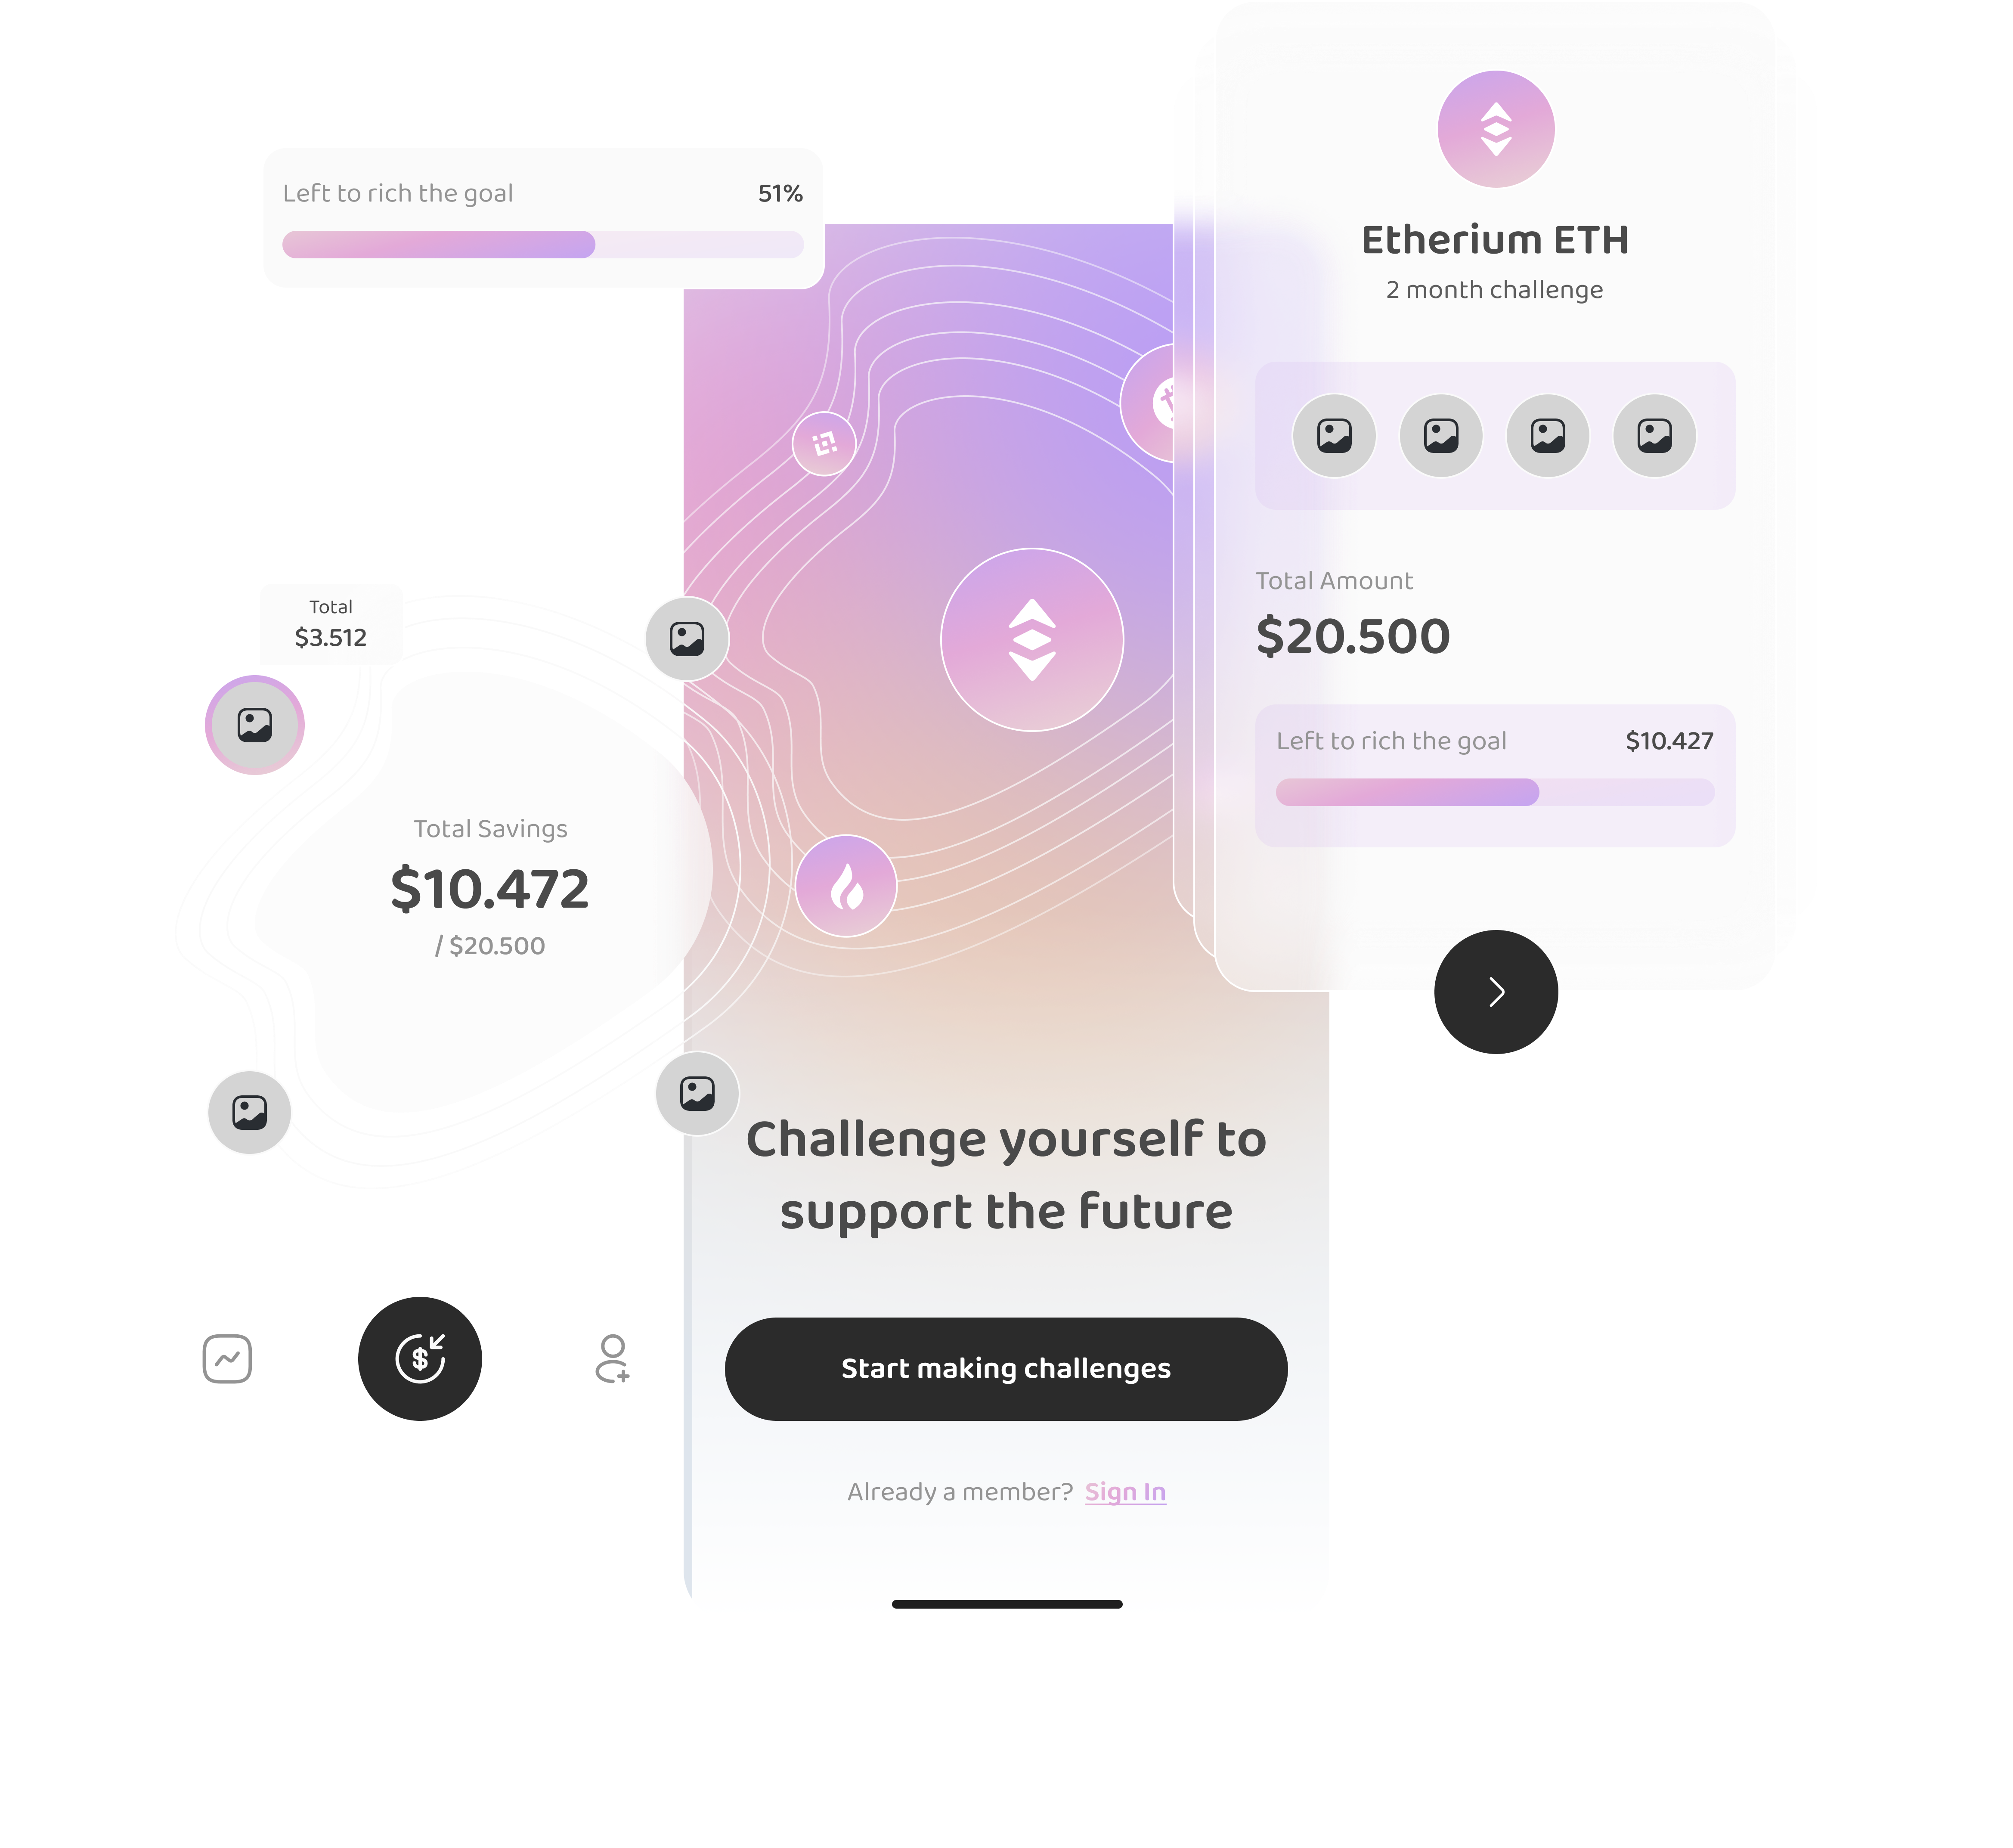 Left to rich the goal 51%
Total
$3.512
Total Savings
$10.472
/ $20.500
Challenge yourself to
support the future
Start making challenges
Already a member? Sign In
Etherium ETH
2 month challenge
Total Amount
$20.500
Left to rich the goal $10.427